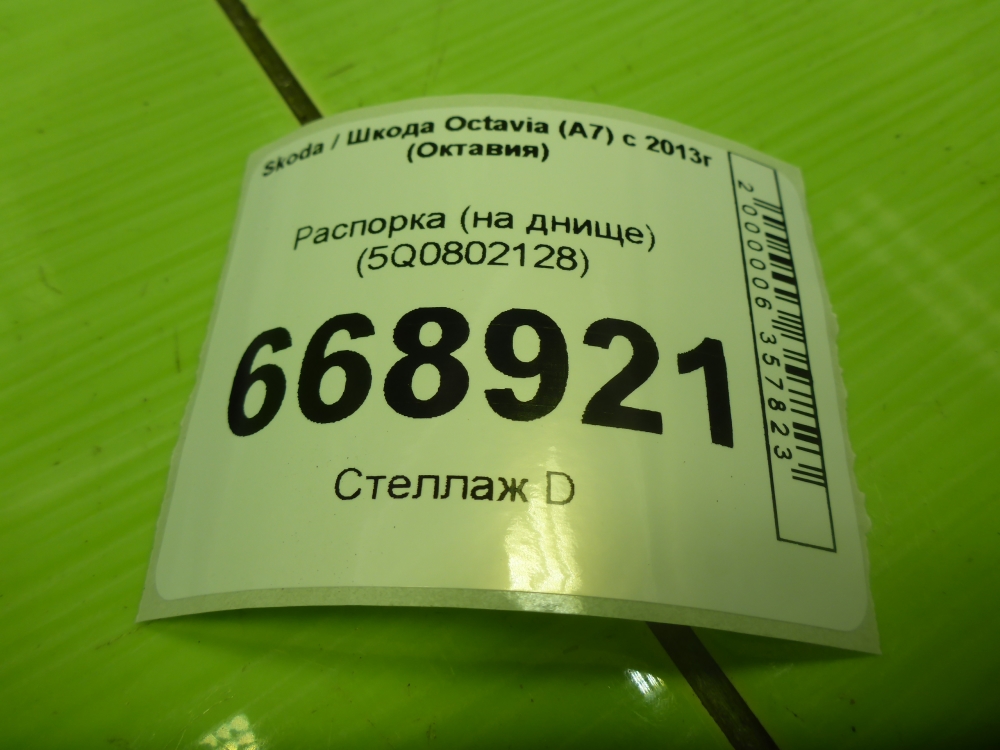 Skoda / Шкода Octavia (A7) с 2013г
(Октавия)
Распорка (на днище)
(5Q0802128)
668921
Стеллаж D
2000006357823